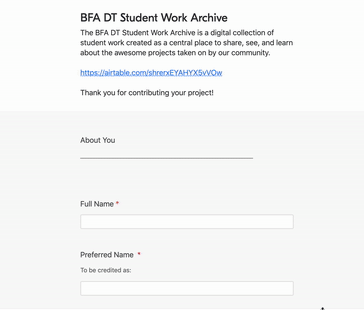 BFA DT Student Work Archive
The BFA DT Student Work Archive is a digital collection of
student work created as a central place to share, see, and learn
about the awesome projects taken on by our community.
https://airtable.com/shrerxEYAHYX5vVOw
Thank you for contributing your project!
About You
Full Name *
Preferred Name *
To be credited as: